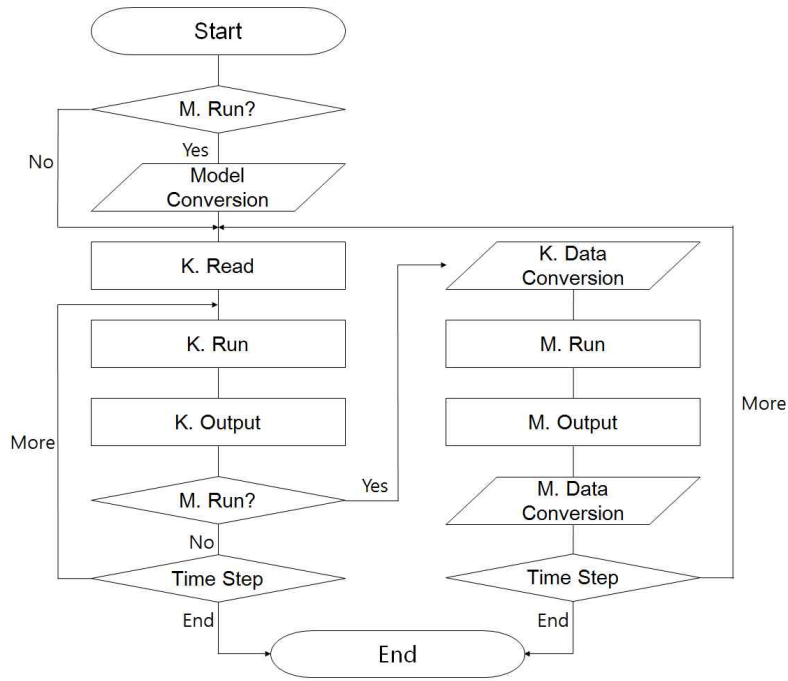 Start
M. Run?
No
Yes
Model
Conversion
K. Read
K. Run
K. Output
More
M. Run?
Yes
No
Time Step
End
K. Data
Conversion
M. Run
M. Output
More
M. Data
Conversion
Time Step
End
End